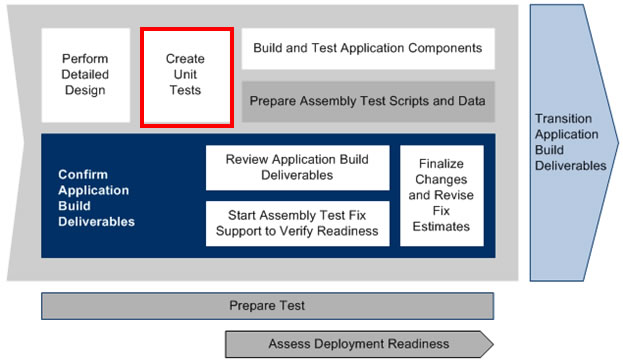 Perform
Detailed
Design
Create
Unit
Tests
Build and Test Application Components
Prepare Assembly Test Scripts and Data
Confirm
Application
Build
Deliverables
Review Application Build
Deliverables
Start Assembly Test Fix
Support to Verify Readiness
Finalize
Changes
and Revise
Fix
Estimates
Transition
Application
Build
Deliverables
Prepare Test
Assess Deployment Readiness